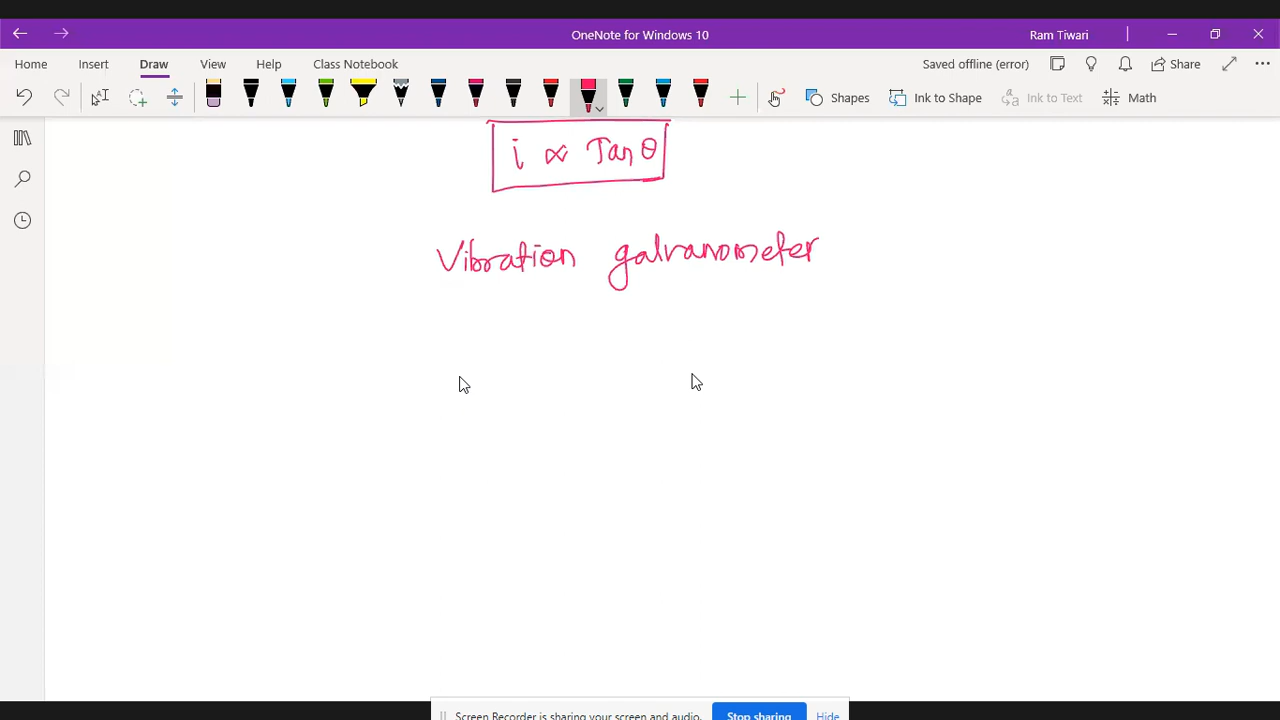 OneNote for Windows 10
Ram Tiwari
Home Insert Draw View Help Class Notebook
Saved offline (error) Share
Shapes Ink to Shape Ink to Text Math
i ∝ Tan θ
Vibration galvanometer
Screen Recorder is sharing your screen and audio. Stop sharing Hide